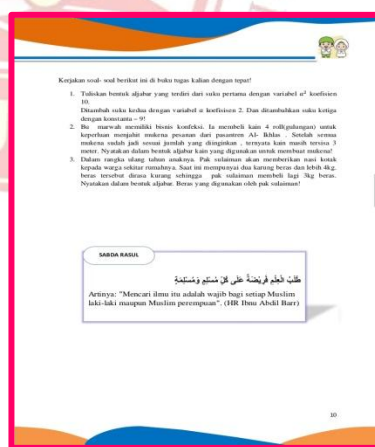 Kerjakan soal- soal berikut ini di buku tugas kalian dengan tepat!
1. Tuliskan bentuk aljabar yang terdiri dari suku pertama dengan variabel a² koefisien
10.
Ditambah suku kedua dengan variabel a koefisien 2. Dan ditambahkan suku ketiga
dengan konstanta – 9!
2. Bu marwah memiliki bisnis konfeksi. Ia membeli kain 4 roll(gulungan) untuk
keperluan menjahit mukena pesanan dari pasantren Al- Ikhlas . Setelah semua
mukena sudah jadi sesuai jumlah yang diinginkan , ternyata kain masih tersisa 3
meter. Nyatakan dalam bentuk aljabar kain yang digunakan untuk membuat mukena!
3. Dalam rangka ulang tahun anaknya. Pak sulaiman akan memberikan nasi kotak
kepada warga sekitar rumahnya. Saat ini mempunyai dua karung beras dan lebih 4kg.
beras tersebut dirasa kurang sehingga pak sulaiman membeli lagi 3kg beras.
Nyatakan dalam bentuk aljabar. Beras yang digunakan oleh pak sulaiman!
SABDA RASUL
طَلَبُ الْعِلْمِ فَرِيْضَةٌ عَلَى كُلِّ مُسْلِمٍ وَمُسْلِمَةٍ
Artinya: "Mencari ilmu itu adalah wajib bagi setiap Muslim
laki-laki maupun Muslim perempuan". (HR Ibnu Abdil Barr)
10